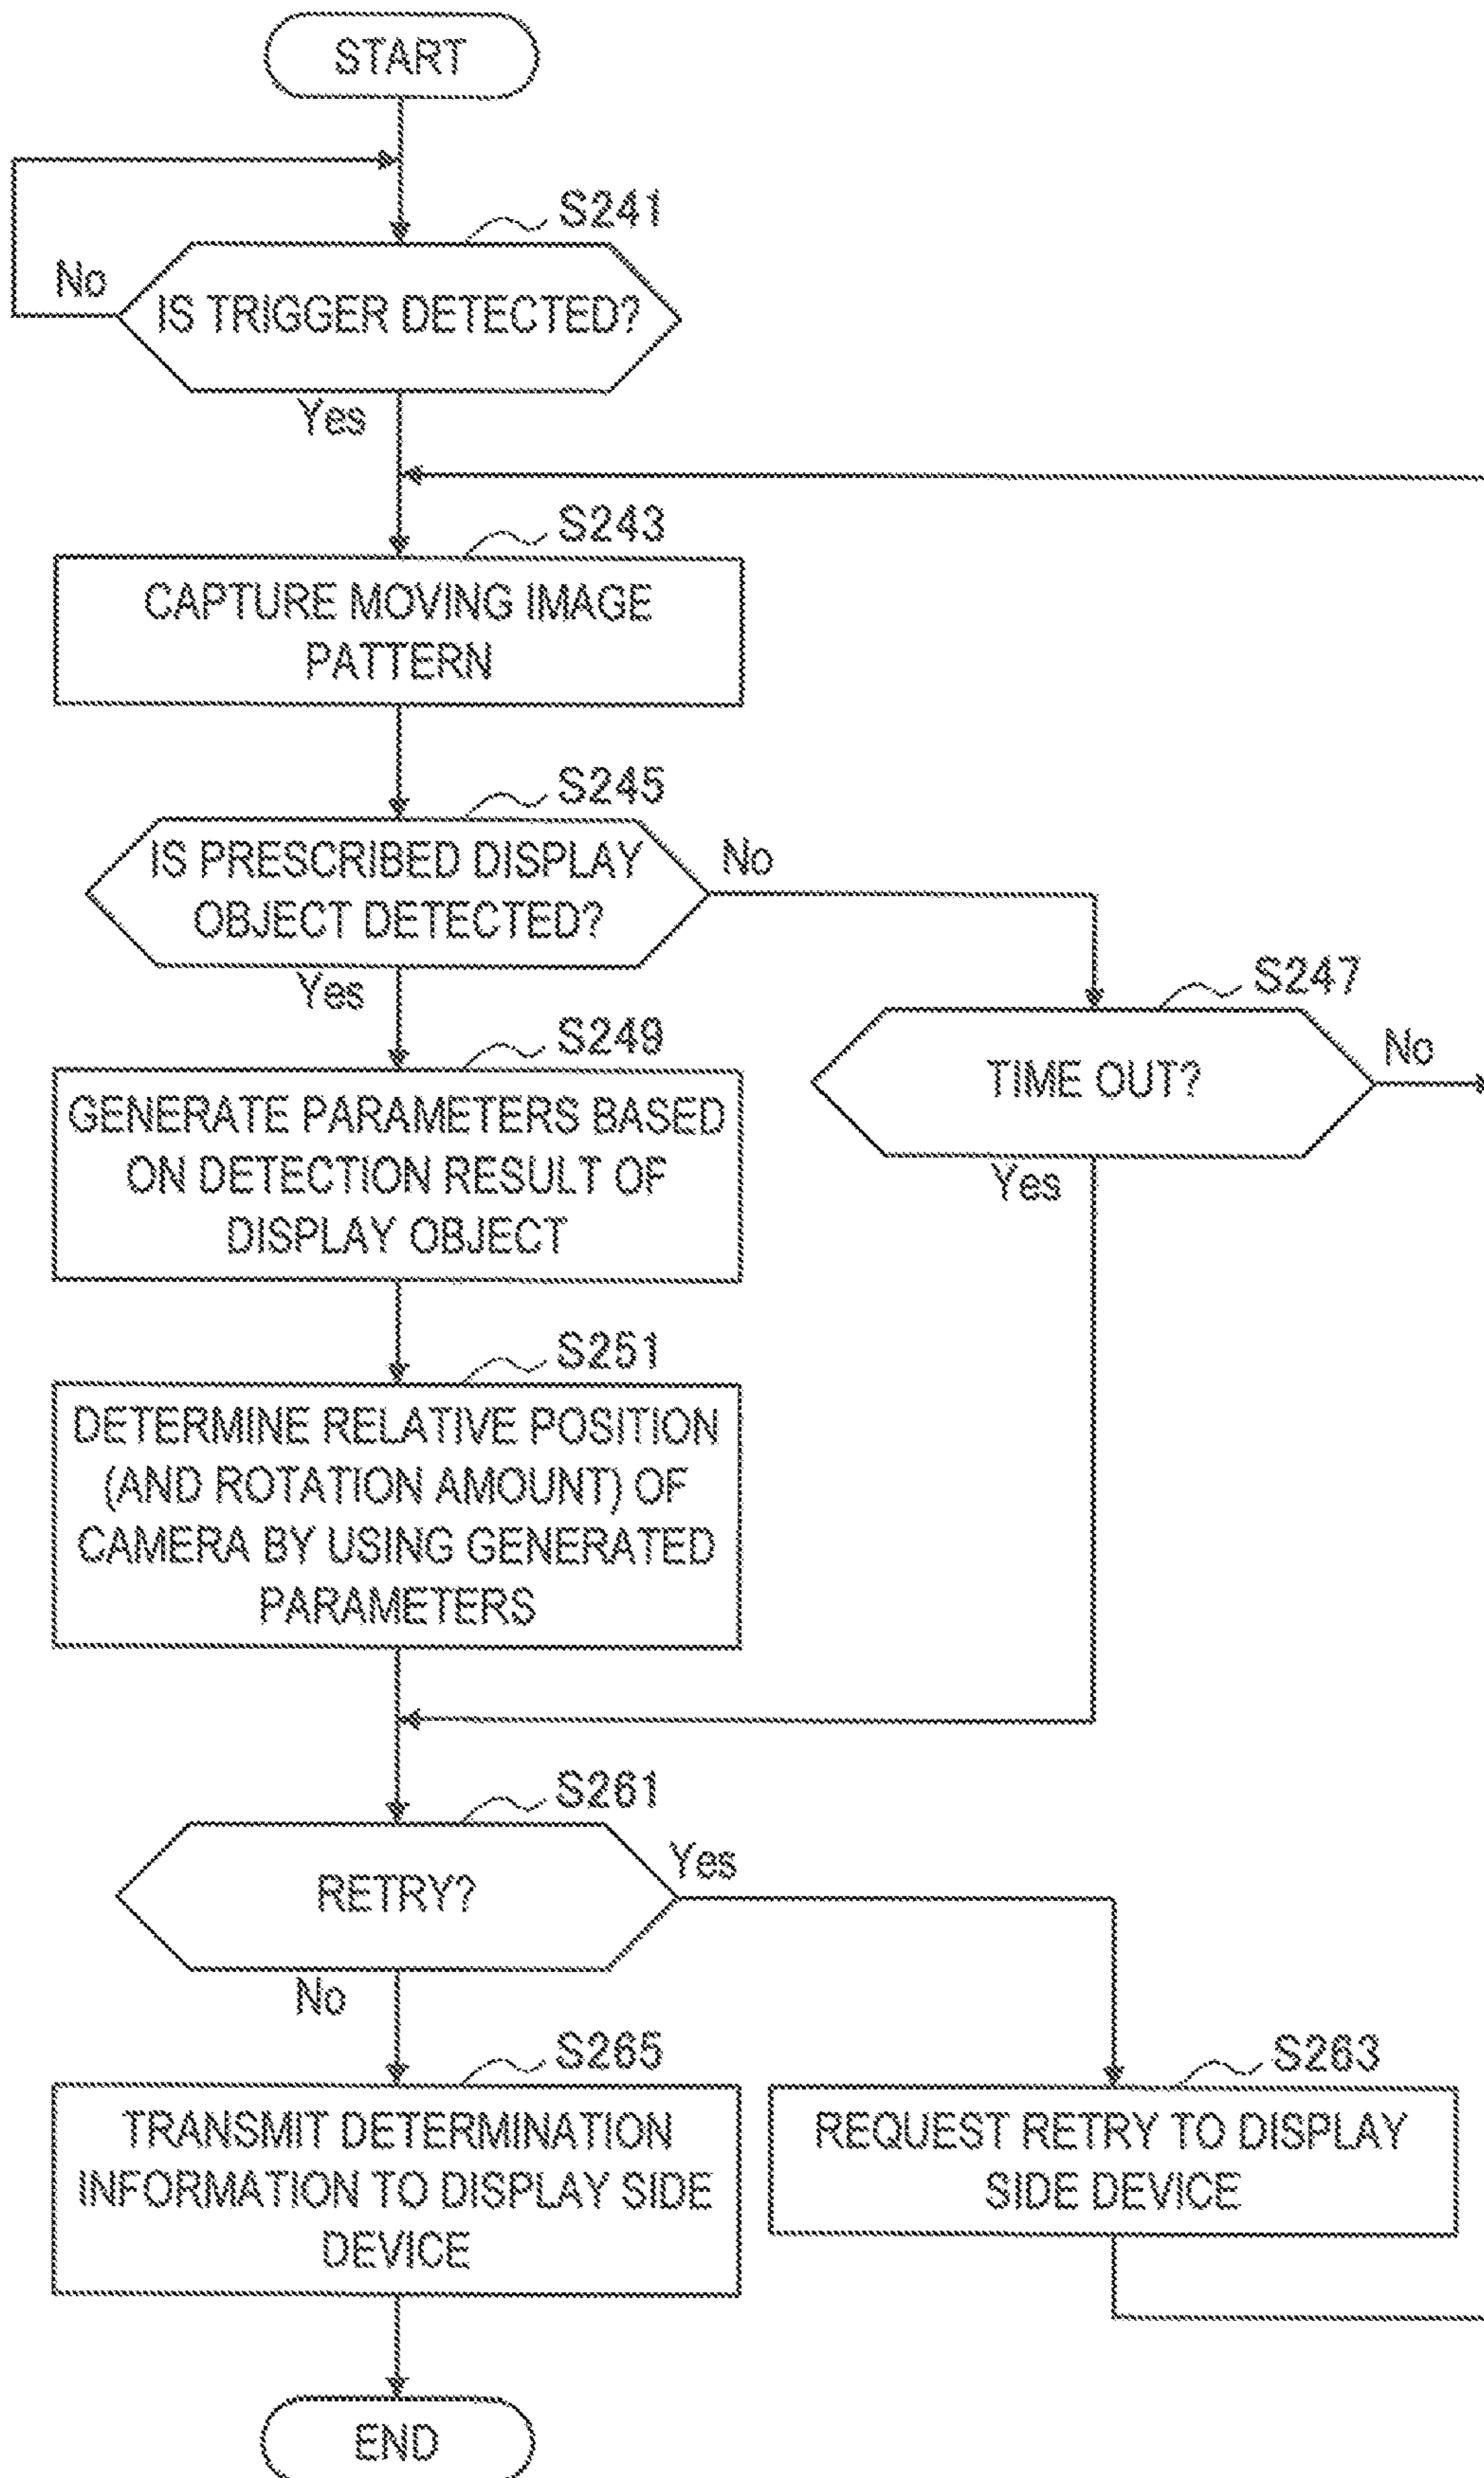 START
S241
No
IS TRIGGER DETECTED?
Yes
S243
CAPTURE MOVING IMAGE
PATTERN
S245
IS PRESCRIBED DISPLAY
OBJECT DETECTED?
No
Yes
S247
TIME OUT?
No
Yes
S249
GENERATE PARAMETERS BASED
ON DETECTION RESULT OF
DISPLAY OBJECT
S251
DETERMINE RELATIVE POSITION
(AND ROTATION AMOUNT) OF
CAMERA BY USING GENERATED
PARAMETERS
S261
RETRY?
Yes
No
S265
TRANSMIT DETERMINATION
INFORMATION TO DISPLAY SIDE
DEVICE
S263
REQUEST RETRY TO DISPLAY
SIDE DEVICE
END